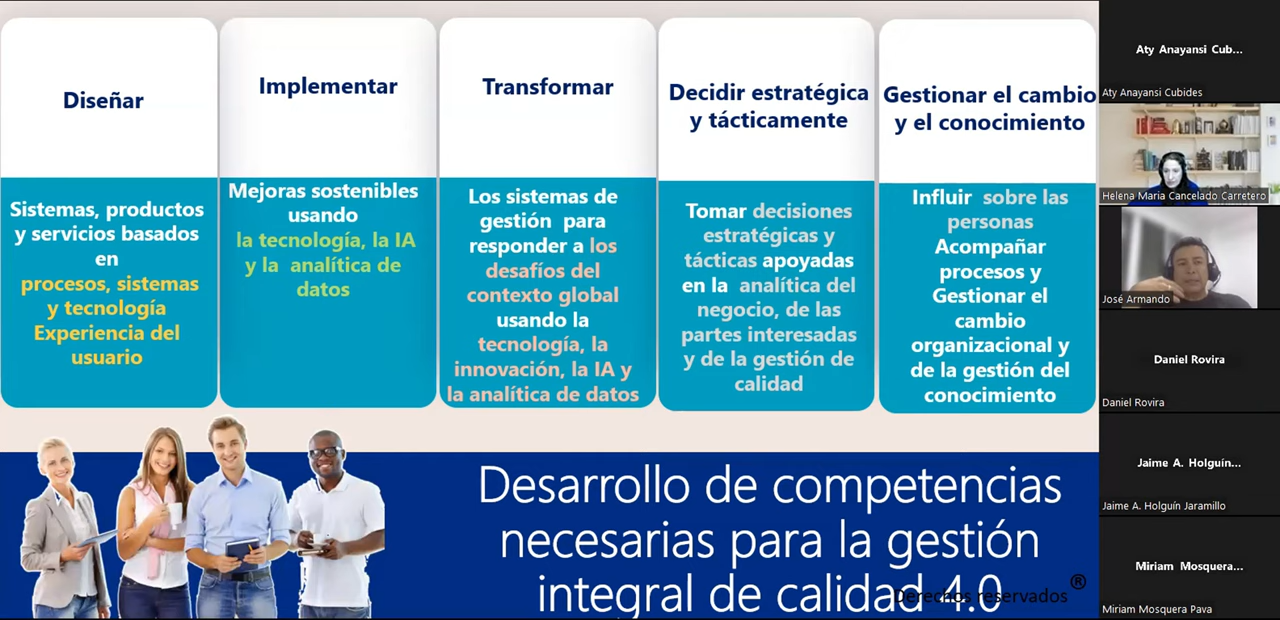 Diseñar
Sistemas, productos
y servicios basados
en
procesos, sistemas
y tecnología
Experiencia del
usuario
Implementar
Mejoras sostenibles
usando
la tecnología, la IA
y la analítica de
datos
Transformar
Los sistemas de
gestión para
responder a los
desafíos del
contexto global
usando la
tecnología, la
innovación, la IA y
la analítica de datos
Decidir estratégica
y tácticamente
Tomar decisiones
estratégicas y
tácticas apoyadas
en la analítica del
negocio, de las
partes interesadas
y de la gestión de
calidad
Gestionar el cambio
y el conocimiento
Influir sobre las
personas
Acompañar
procesos y
Gestionar el
cambio
organizacional y
de la gestión del
conocimiento
Desarrollo de competencias
necesarias para la gestión
integral de calidad 4.0
Derechos reservados ®
Aty Anayansi Cub...
Aty Anayansi Cubides
Helena María Cancelado Carretero
José Armando
Daniel Rovira
Daniel Rovira
Jaime A. Holguín...
Jaime A. Holguín Jaramillo
Miriam Mosquera...
Miriam Mosquera Pava